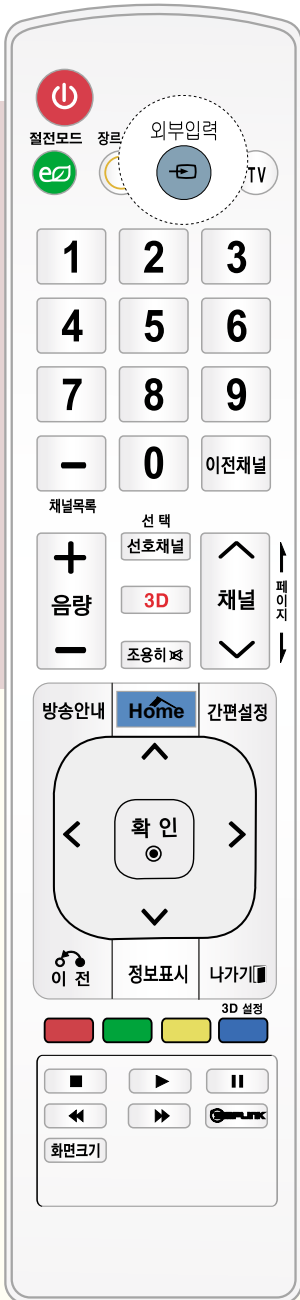 외부입력
절전모드 장르
TV
1 2 3
4 5 6
7 8 9
- 0 이전채널
채널목록
선 택
선호채널
+ 음량 -
3D
채널
페이지
조용히
방송안내 Home 간편설정
확 인
이 전 정보표시 나가기
3D 설정
화면크기